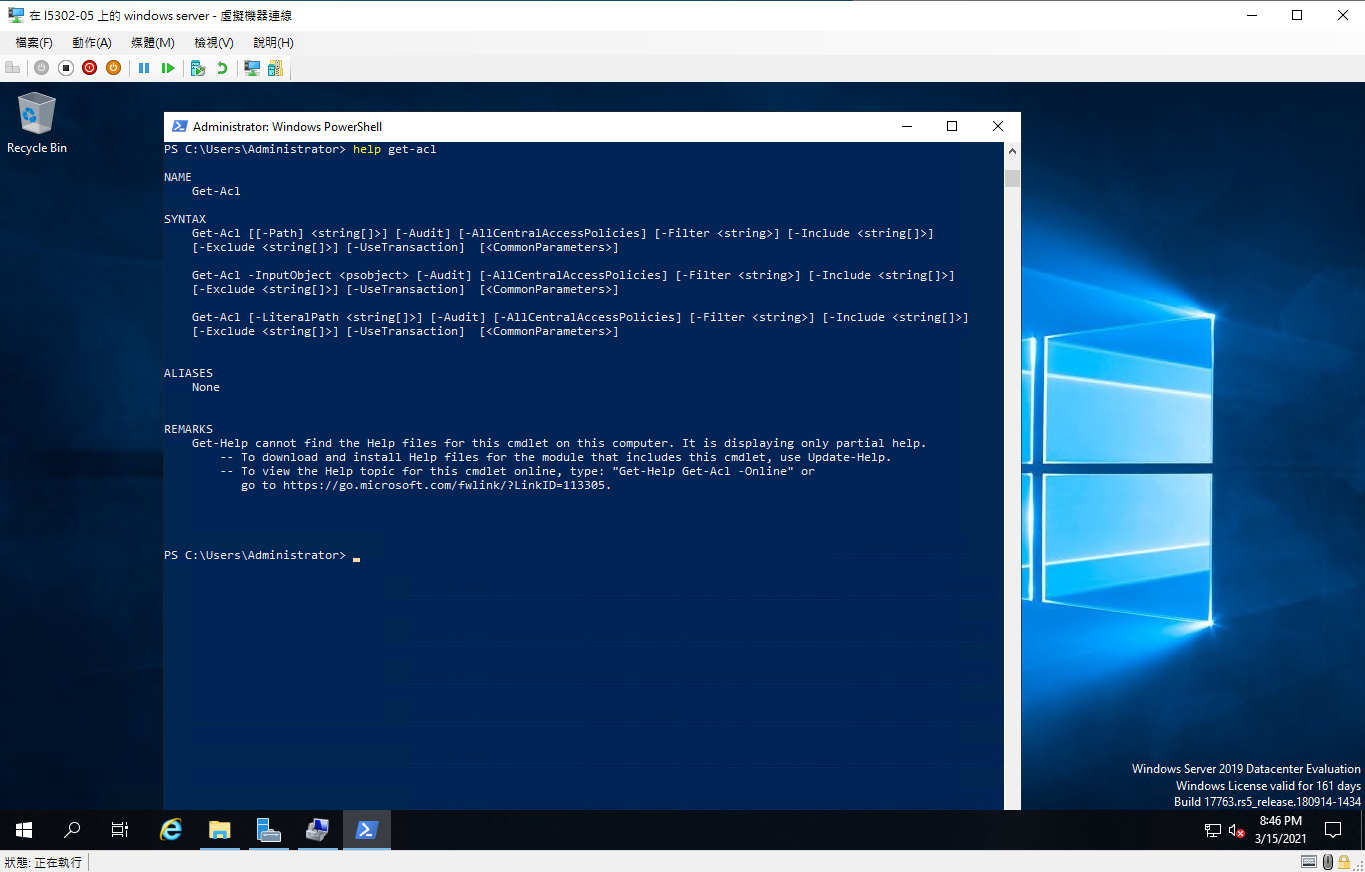 在 I5302-05 上的 windows server - 虛擬機器連線
檔案(F) 動作(A) 媒體(M) 檢視(V) 說明(H)
Recycle Bin
Administrator: Windows PowerShell
PS C:\Users\Administrator> help get-acl
NAME
Get-Acl
SYNTAX
Get-Acl [[-Path] <string[]>] [-Audit] [-AllCentralAccessPolicies] [-Filter <string>] [-Include <string[]>]
[-Exclude <string[]>] [-UseTransaction]  [<CommonParameters>]
Get-Acl -InputObject <psobject> [-Audit] [-AllCentralAccessPolicies] [-Filter <string>] [-Include <string[]>]
[-Exclude <string[]>] [-UseTransaction]  [<CommonParameters>]
Get-Acl [-LiteralPath <string[]>] [-Audit] [-AllCentralAccessPolicies] [-Filter <string>] [-Include <string[]>]
[-Exclude <string[]>] [-UseTransaction]  [<CommonParameters>]
ALIASES
None
REMARKS
Get-Help cannot find the Help files for this cmdlet on this computer. It is displaying only partial help.
-- To download and install Help files for the module that includes this cmdlet, use Update-Help.
-- To view the Help topic for this cmdlet online, type: "Get-Help Get-Acl -Online" or
go to https://go.microsoft.com/fwlink/?LinkID=113305.
PS C:\Users\Administrator>
Windows Server 2019 Datacenter Evaluation
Windows License valid for 161 days
Build 17763.rs5_release.180914-1434
8:46 PM
3/15/2021
狀態: 正在執行